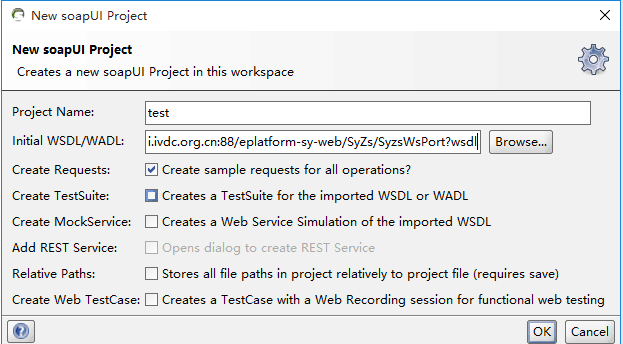 New soapUI Project
New soapUI Project
Creates a new soapUI Project in this workspace
Project Name: test
Initial WSDL/WADL: i.ivdc.org.cn:88/eplatform-sy-web/SyZs/SyzsWsPort?wsdl Browse...
Create Requests: Create sample requests for all operations?
Create TestSuite: Creates a TestSuite for the imported WSDL or WADL
Create MockService: Creates a Web Service Simulation of the imported WSDL
Add REST Service: Opens dialog to create REST Service
Relative Paths: Stores all file paths in project relatively to project file (requires save)
Create Web TestCase: Creates a TestCase with a Web Recording session for functional web testing
OK Cancel